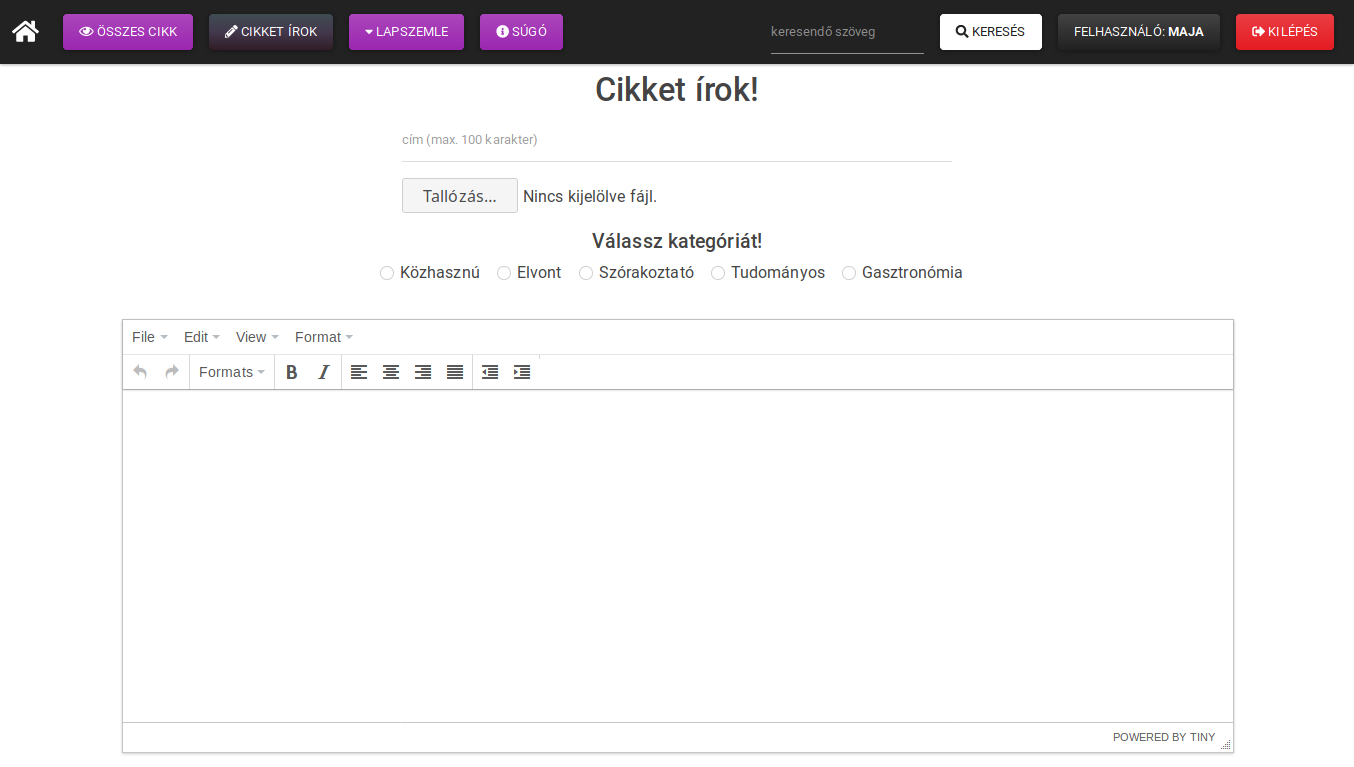 ÖSSZES CIKK CIKKET ÍROK LAPSZEMLE SÚGÓ keresendő szöveg KERESÉS FELHASZNÁLÓ: MAJA KILÉPÉS
Cikket írok!
cím (max. 100 karakter)
Tallózás... Nincs kijelölve fájl.
Válassz kategóriát!
Közhasznú Elvont Szórakoztató Tudományos Gasztronómia
File Edit View Format
Formats B I
POWERED BY TINY